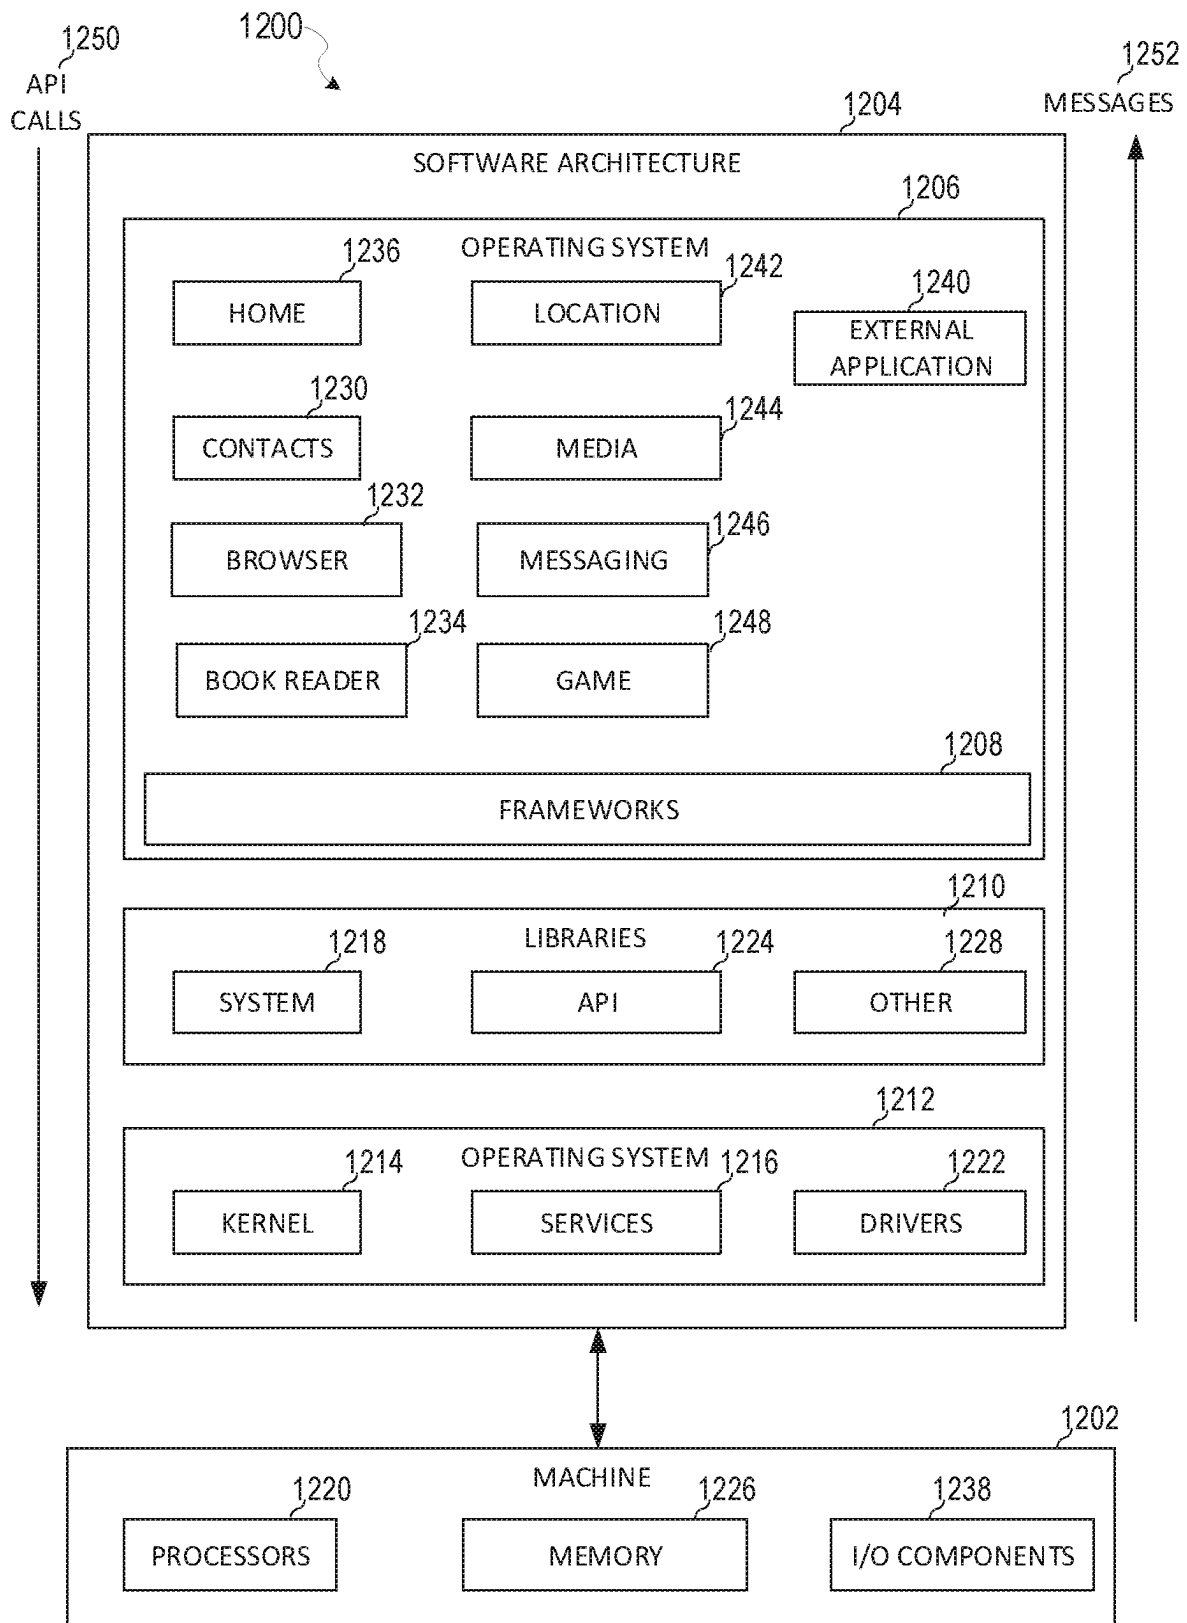 1250
1200
1252
API
CALLS
MESSAGES
1204
SOFTWARE ARCHITECTURE
1206
OPERATING SYSTEM
1236
1242
1240
HOME
LOCATION
EXTERNAL
APPLICATION
1230
1244
CONTACTS
MEDIA
1232
1246
BROWSER
MESSAGING
1234
1248
BOOK READER
GAME
1208
FRAMEWORKS
1210
LIBRARIES
1218
1224
1228
SYSTEM
API
OTHER
1212
OPERATING SYSTEM
1214
1216
1222
KERNEL
SERVICES
DRIVERS
1202
MACHINE
1220
1226
1238
PROCESSORS
MEMORY
I/O COMPONENTS